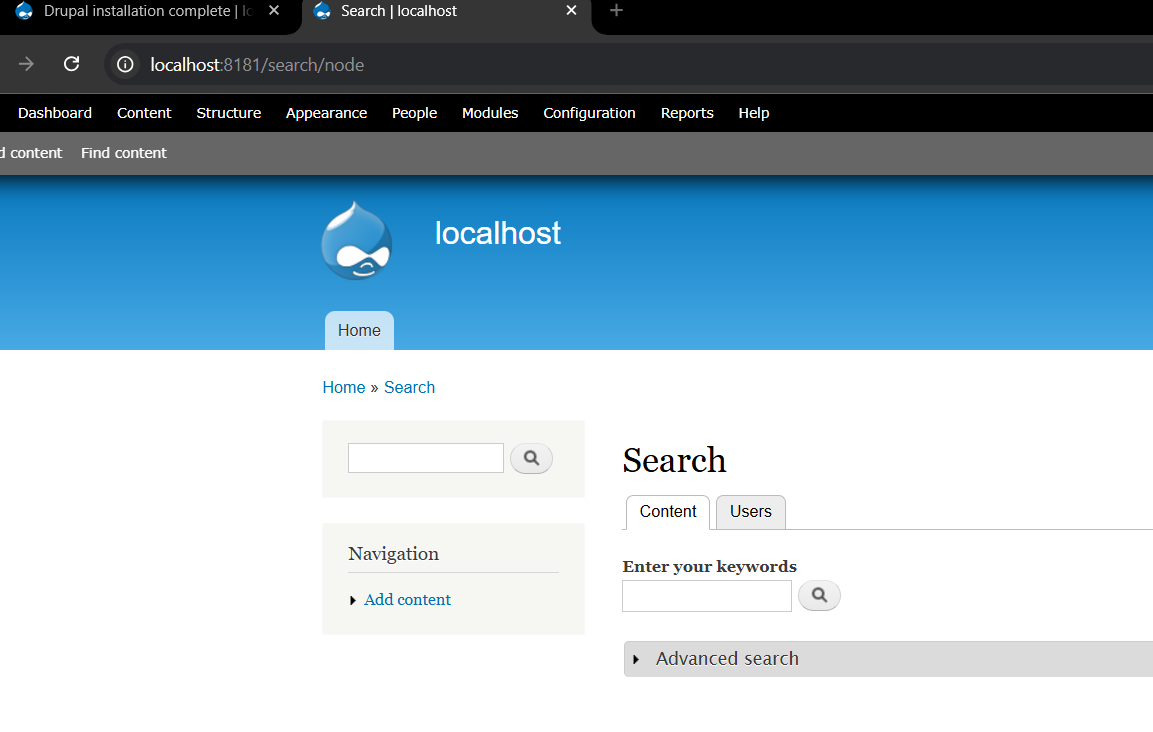 Drupal installation complete | lc
Search | localhost
localhost:8181/search/node
Dashboard Content Structure Appearance People Modules Configuration Reports Help
d content Find content
localhost
Home
Home » Search
Search
Content Users
Navigation
Enter your keywords
Add content
Advanced search